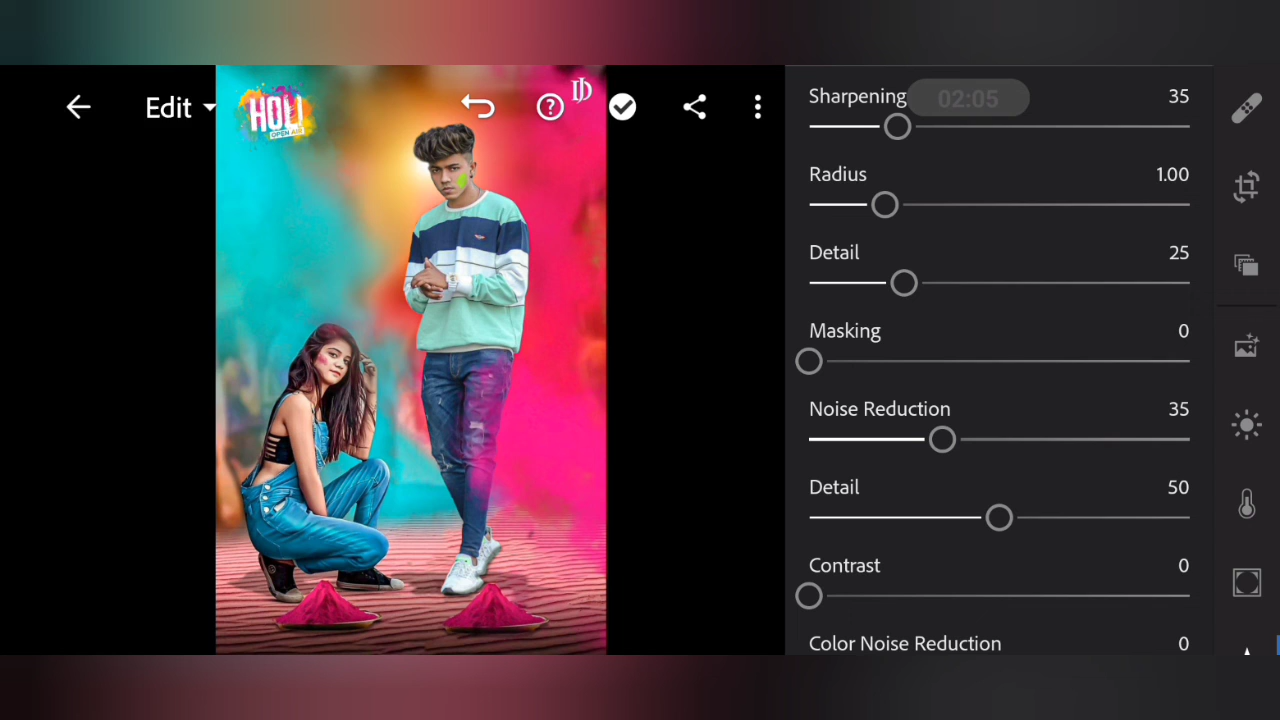 Edit
HOLI
OPEN AIR
Sharpening 35
02:05
Radius 1.00
Detail 25
Masking 0
Noise Reduction 35
Detail 50
Contrast 0
Color Noise Reduction 0